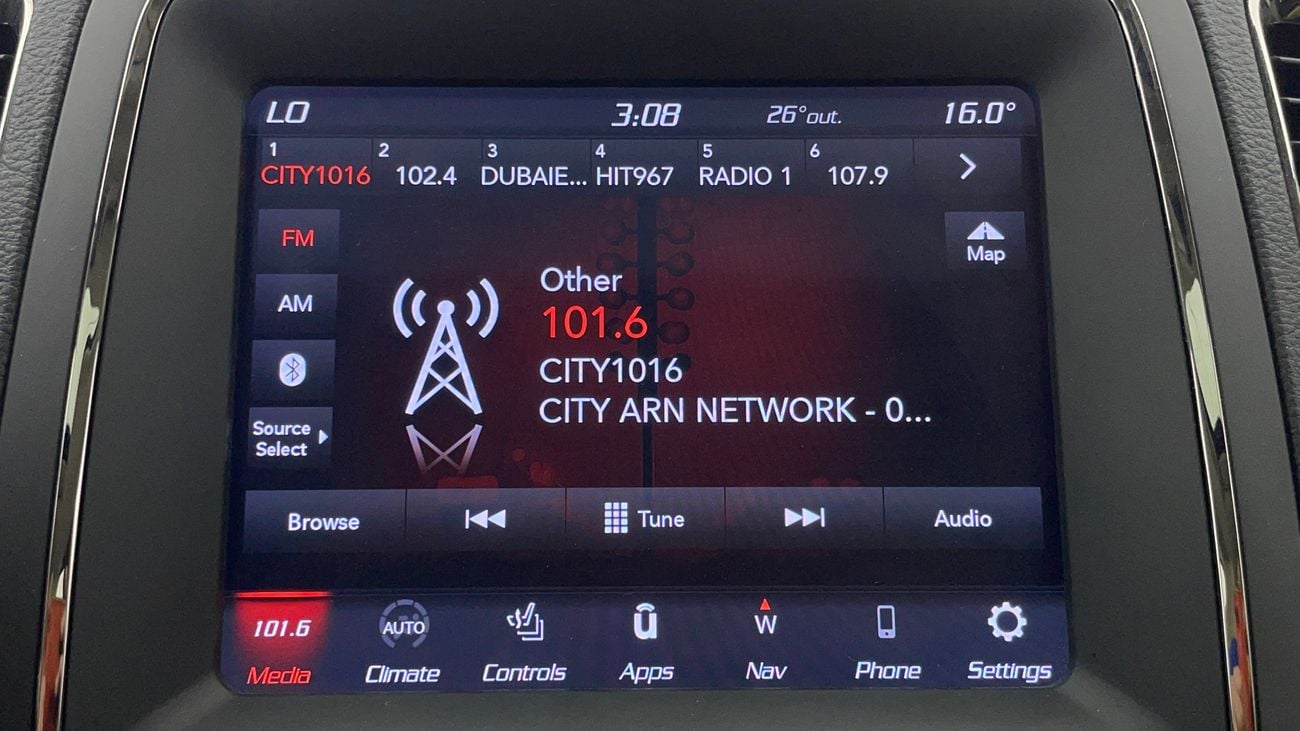 LO 3:08 26°out. 16.0°
1 2 3 4 5 6
CITY1016 102.4 DUBAIE... HIT967 RADIO 1 107.9
FM
Map
Other
AM
101.6
CITY1016
CITY ARN NETWORK - 0...
Source
Select
Browse Tune Audio
101.6 AUTO u W
Media Climate Controls Apps Nav Phone Settings